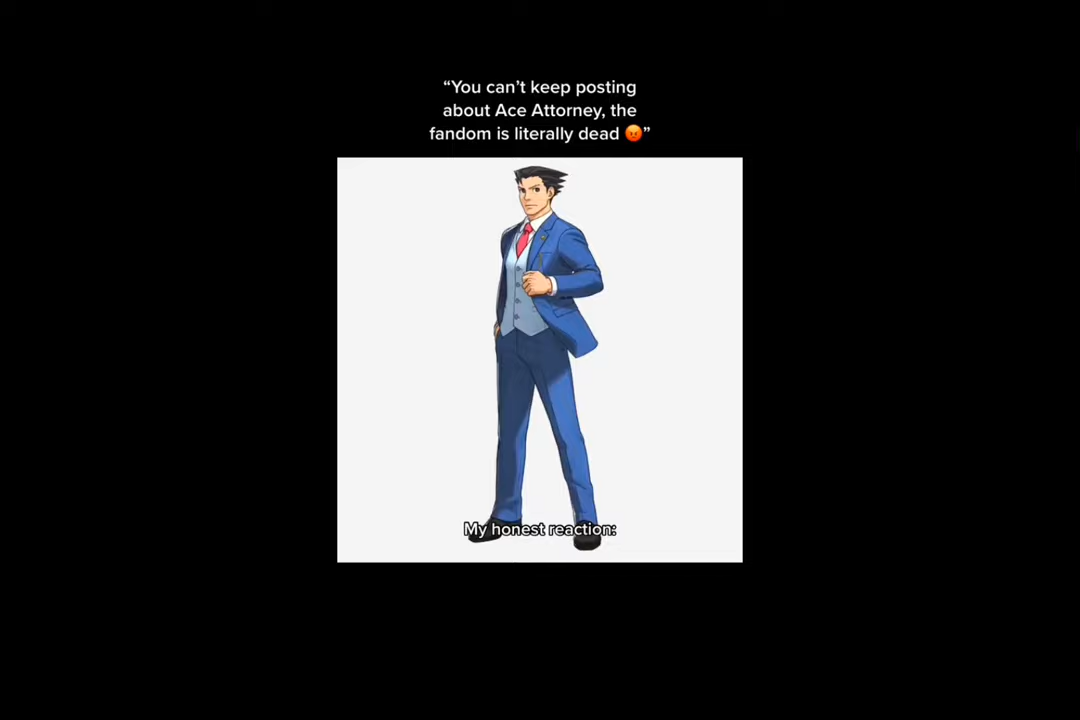 “You can’t keep posting
about Ace Attorney, the
fandom is literally dead 😡”
My honest reaction: